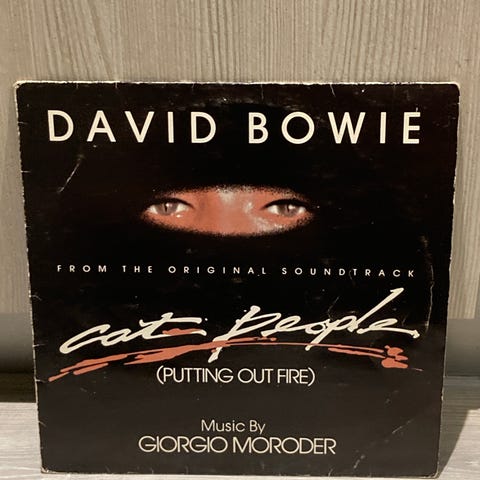 DAVID BOWIE
FROM THE ORIGINAL SOUNDTRACK
cat people
(PUTTING OUT FIRE)
Music By
GIORGIO MORODER